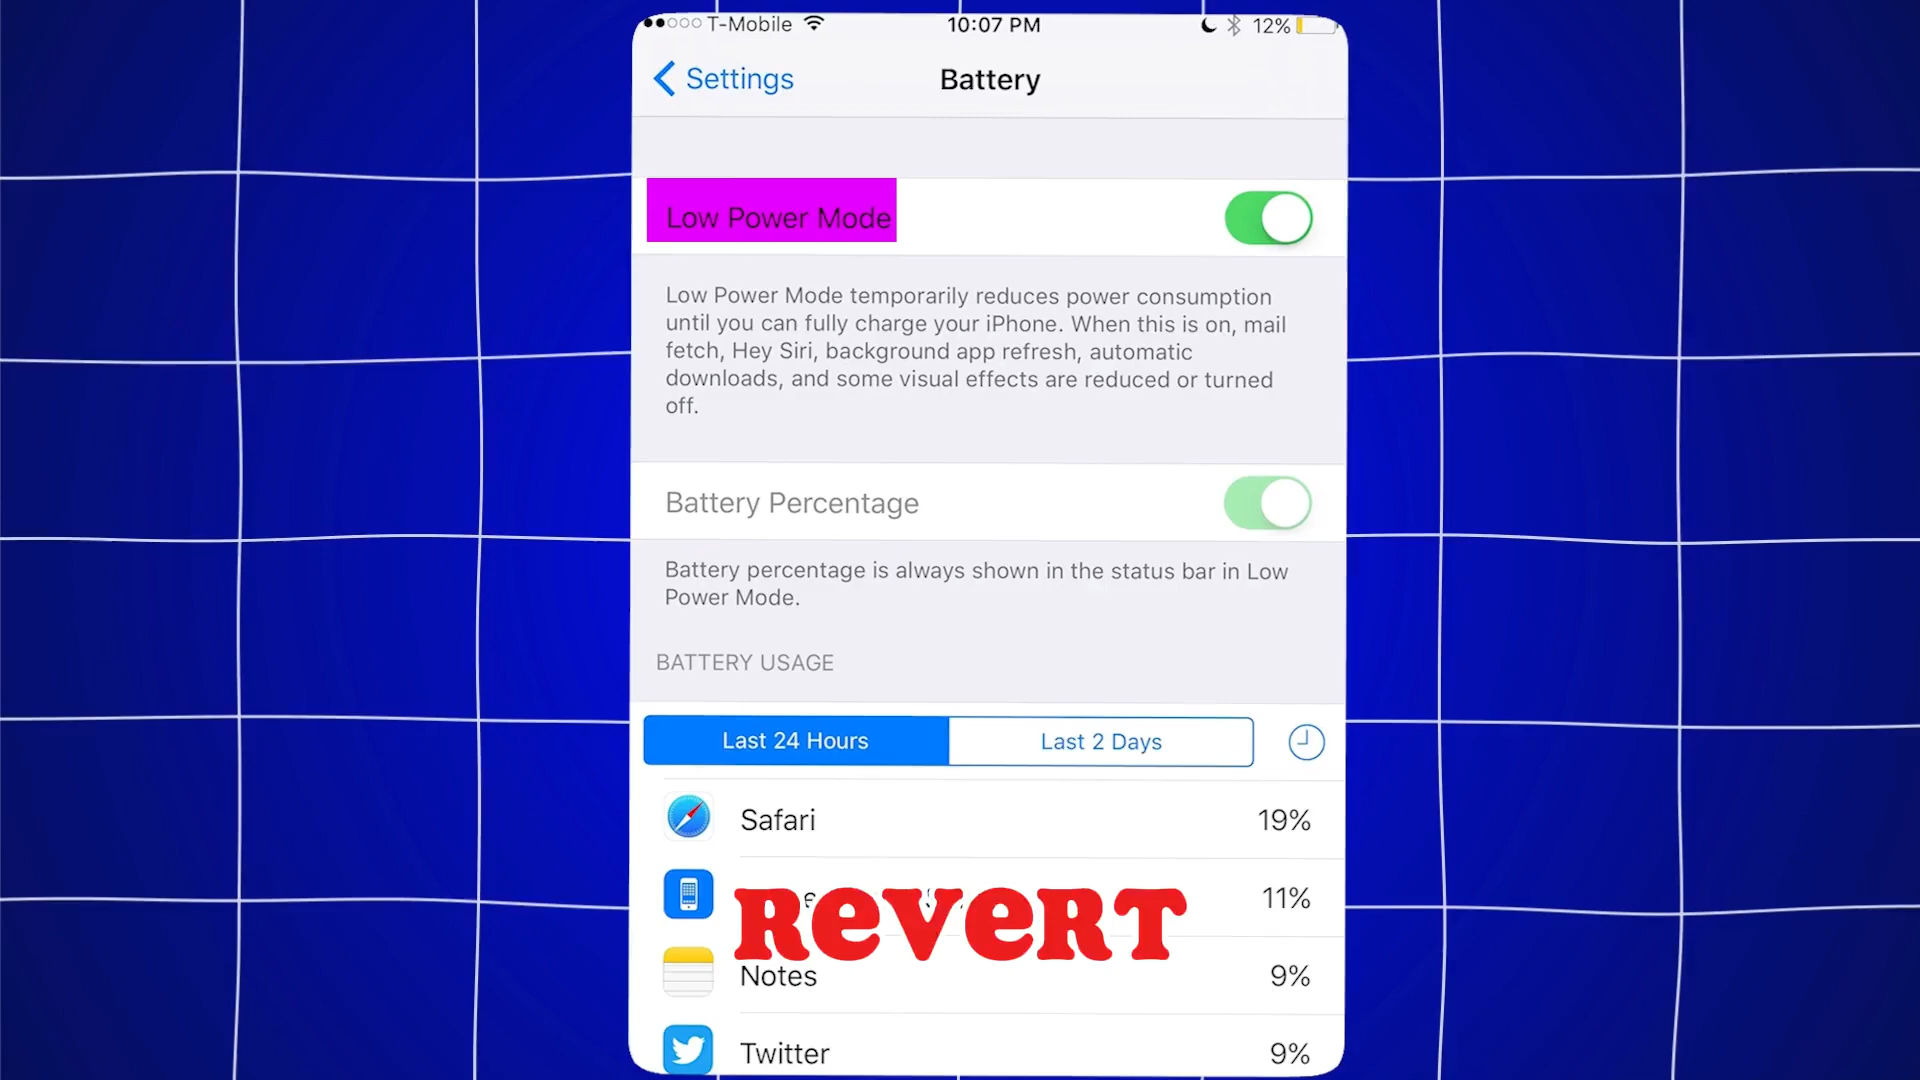 T-Mobile 10:07 PM 12%
Settings Battery
Low Power Mode
Low Power Mode temporarily reduces power consumption
until you can fully charge your iPhone. When this is on, mail
fetch, Hey Siri, background app refresh, automatic
downloads, and some visual effects are reduced or turned
off.
Battery Percentage
Battery percentage is always shown in the status bar in Low
Power Mode.
BATTERY USAGE
Last 24 Hours Last 2 Days
Safari 19%
11%
ReVeRT
Notes 9%
Twitter 9%